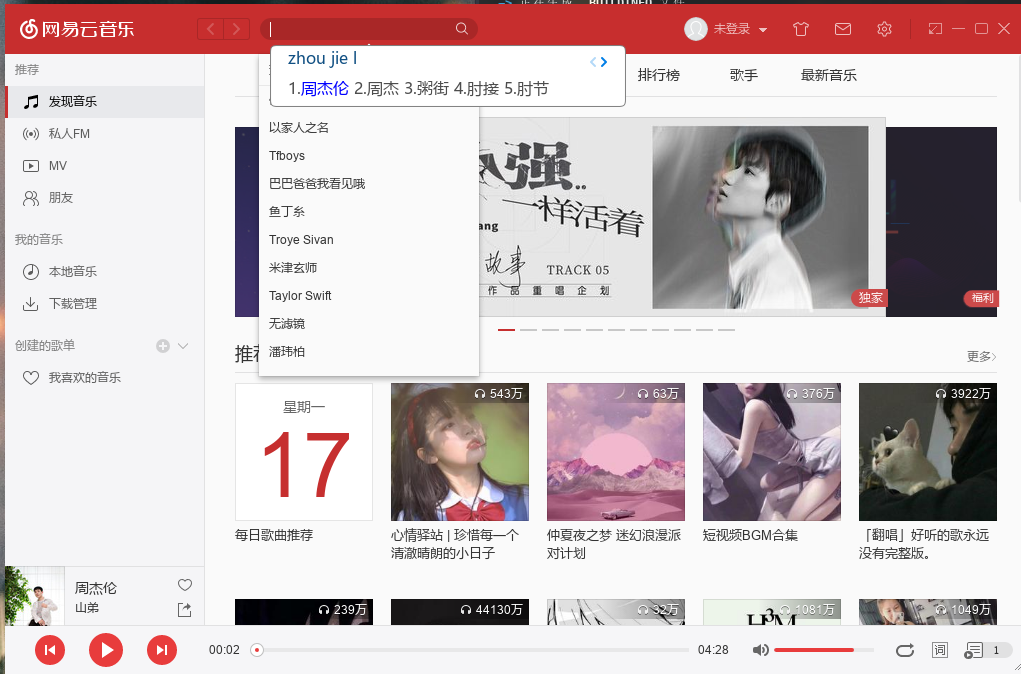 网易云音乐
未登录
zhou jie l
1.周杰伦 2.周杰 3.粥街 4.肘接 5.肘节
推荐
发现音乐
私人FM
MV
朋友
我的音乐
本地音乐
下载管理
创建的歌单
我喜欢的音乐
排行榜
歌手
最新音乐
以家人之名
Tfboys
巴巴爸爸我看见哦
鱼丁糸
Troye Sivan
米津玄师
Taylor Swift
无滤镜
潘玮柏
强
一样活着
ang
故事
TRACK 05
作品重唱企划
独家
福利
推荐
更多
星期一
17
每日歌曲推荐
543万
心情驿站 | 珍惜每一个
清澈晴朗的小日子
63万
仲夏夜之梦 迷幻浪漫派
对计划
376万
短视频BGM合集
3922万
「翻唱」好听的歌永远
没有完整版。
239万
44130万
32万
1081万
1049万
周杰伦
山弟
00:02
04:28
词
1